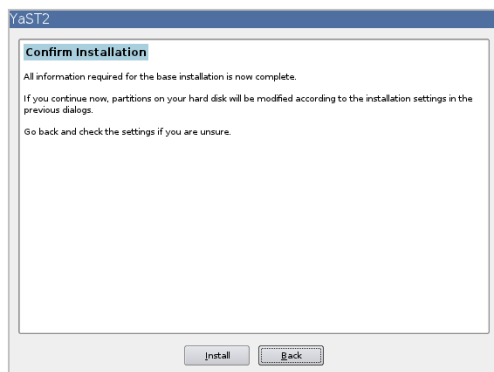 YaST2
Confirm Installation
All information required for the base installation is now complete.
If you continue now, partitions on your hard disk will be modified according to the installation settings in the
previous dialogs.
Go back and check the settings if you are unsure.
Install
Back